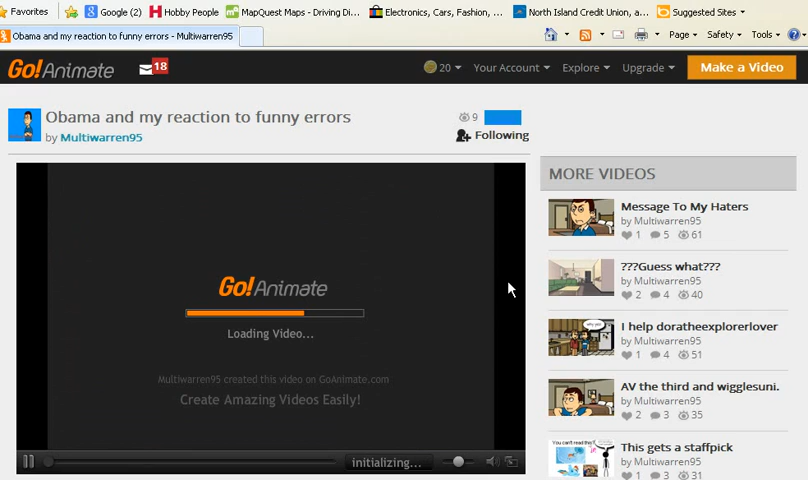 Favorites
Google (2)
Hobby People
MapQuest Maps - Driving Di...
Electronics, Cars, Fashion, ...
North Island Credit Union, a...
Suggested Sites
Obama and my reaction to funny errors - Multiwarren95
Page
Safety
Tools
Go!Animate
18
20
Your Account
Explore
Upgrade
Make a Video
Obama and my reaction to funny errors
by Multiwarren95
9
Following
MORE VIDEOS
Message To My Haters
by Multiwarren95
1 5 61
???Guess what???
by Multiwarren95
2 4 40
I help doratheexplorerlover
by Multiwarren95
1 4 51
AV the third and wigglesuni.
by Multiwarren95
2 3 35
This gets a staffpick
by Multiwarren95
1 3 31
Go!Animate
Loading Video...
Multiwarren95 created this video on GoAnimate.com
Create Amazing Videos Easily!
initializing...